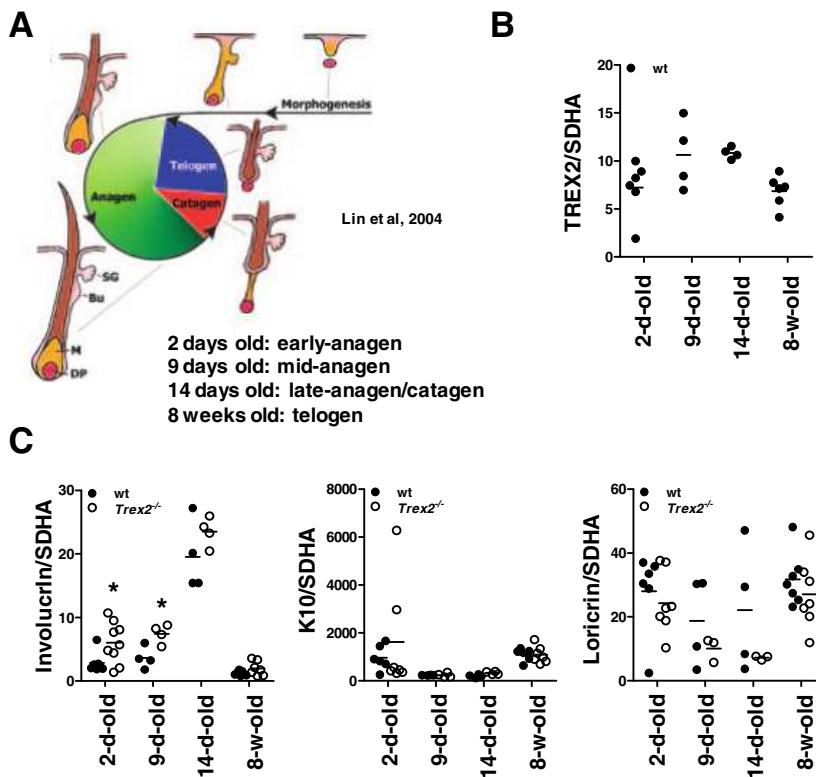 A
Morphogenesis
Telogen
Anagen
Catagen
SG
Bu
M
DP
Lin et al, 2004
2 days old: early-anagen
9 days old: mid-anagen
14 days old: late-anagen/catagen
8 weeks old: telogen
B
TREX2/SDHA
20
15
10
5
0
wt
2-d-old
9-d-old
14-d-old
8-w-old
C
InvolucrIn/SDHA
30
20
10
0
wt
Trex2-/-
*
*
2-d-old
9-d-old
14-d-old
8-w-old
K10/SDHA
8000
6000
4000
2000
0
wt
Trex2-/-
2-d-old
9-d-old
14-d-old
8-w-old
Loricrin/SDHA
60
40
20
0
wt
Trex2-/-
2-d-old
9-d-old
14-d-old
8-w-old